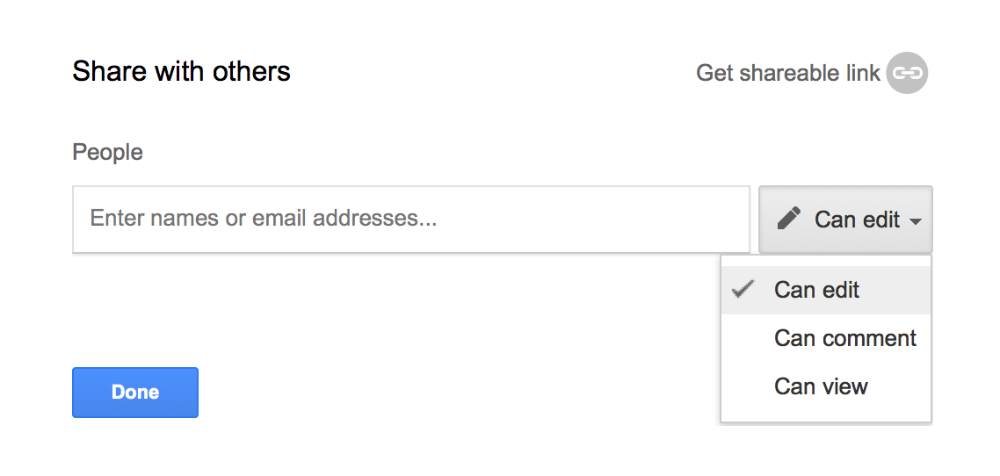 Share with others
Get shareable link
People
Enter names or email addresses...
Can edit
Can edit
Can comment
Can view
Done